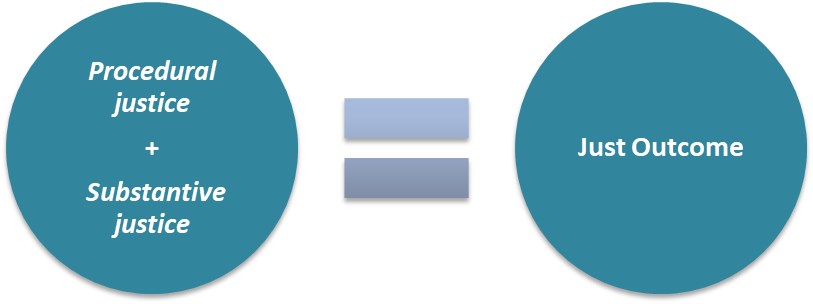 Procedural
justice
+
Substantive
justice
Just Outcome